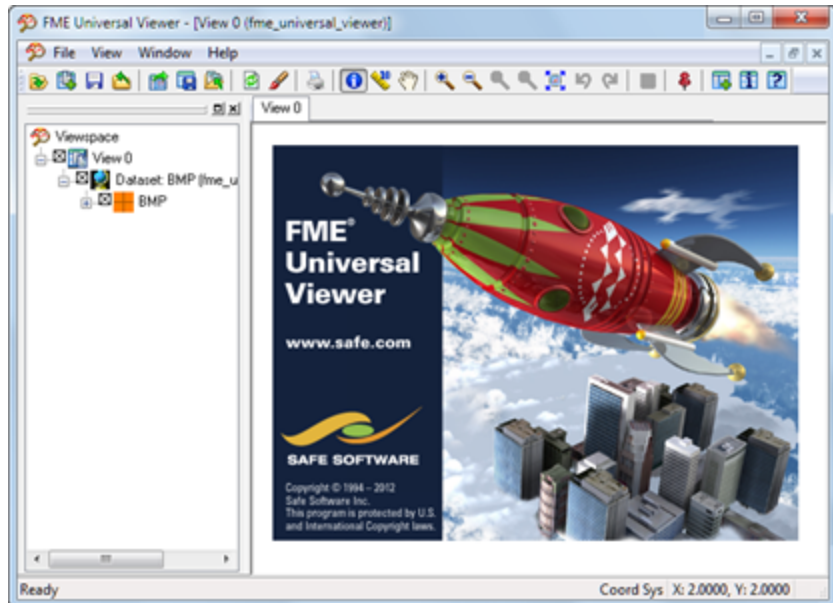 FME Universal Viewer - [View 0 (fme_universal_viewer)]
File View Window Help
View 0
Viewspace
View 0
Dataset: BMP (fme_u
BMP
FME®
Universal
Viewer
www.safe.com
SAFE SOFTWARE
Copyright © 1994 – 2012
Safe Software Inc.
This program is protected by U.S.
and International Copyright laws.
Ready
Coord Sys X: 2.0000, Y: 2.0000